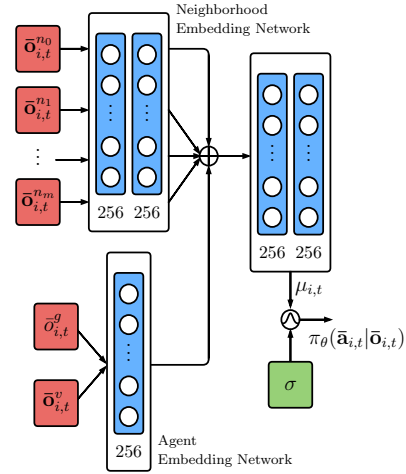 Neighborhood
Embedding Network
ō^{n_0}_{i,t}
ō^{n_1}_{i,t}
⋮
ō^{n_m}_{i,t}
256 256
256 256
μ_{i,t}
π_θ(ā_{i,t}|ō_{i,t})
σ
ō^g_{i,t}
ō^v_{i,t}
256
Agent
Embedding Network